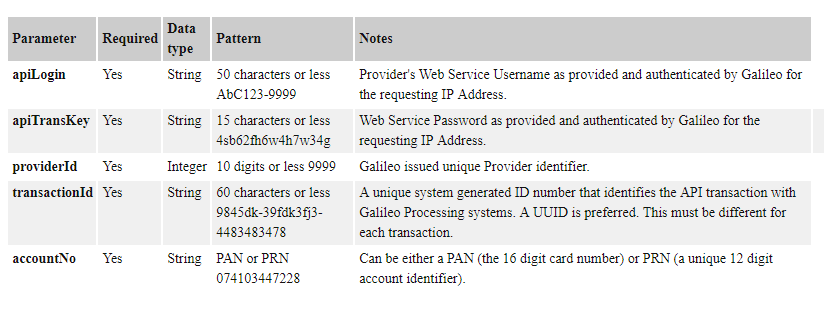 Parameter Required Data type Pattern Notes
apiLogin Yes String 50 characters or less Provider's Web Service Username as provided and authenticated by Galileo for
AbC123-9999 the requesting IP Address.
apiTransKey Yes String 15 characters or less Web Service Password as provided and authenticated by Galileo for the
4sb62fh6w4h7w34g requesting IP Address.
providerId Yes Integer 10 digits or less 9999 Galileo issued unique Provider identifier.
transactionId Yes String 60 characters or less A unique system generated ID number that identifies the API transaction with
9845dk-39fdk3fj3- Galileo Processing systems. A UUID is preferred. This must be different for
4483483478 each transaction.
accountNo Yes String PAN or PRN Can be either a PAN (the 16 digit card number) or PRN (a unique 12 digit
074103447228 account identifier).